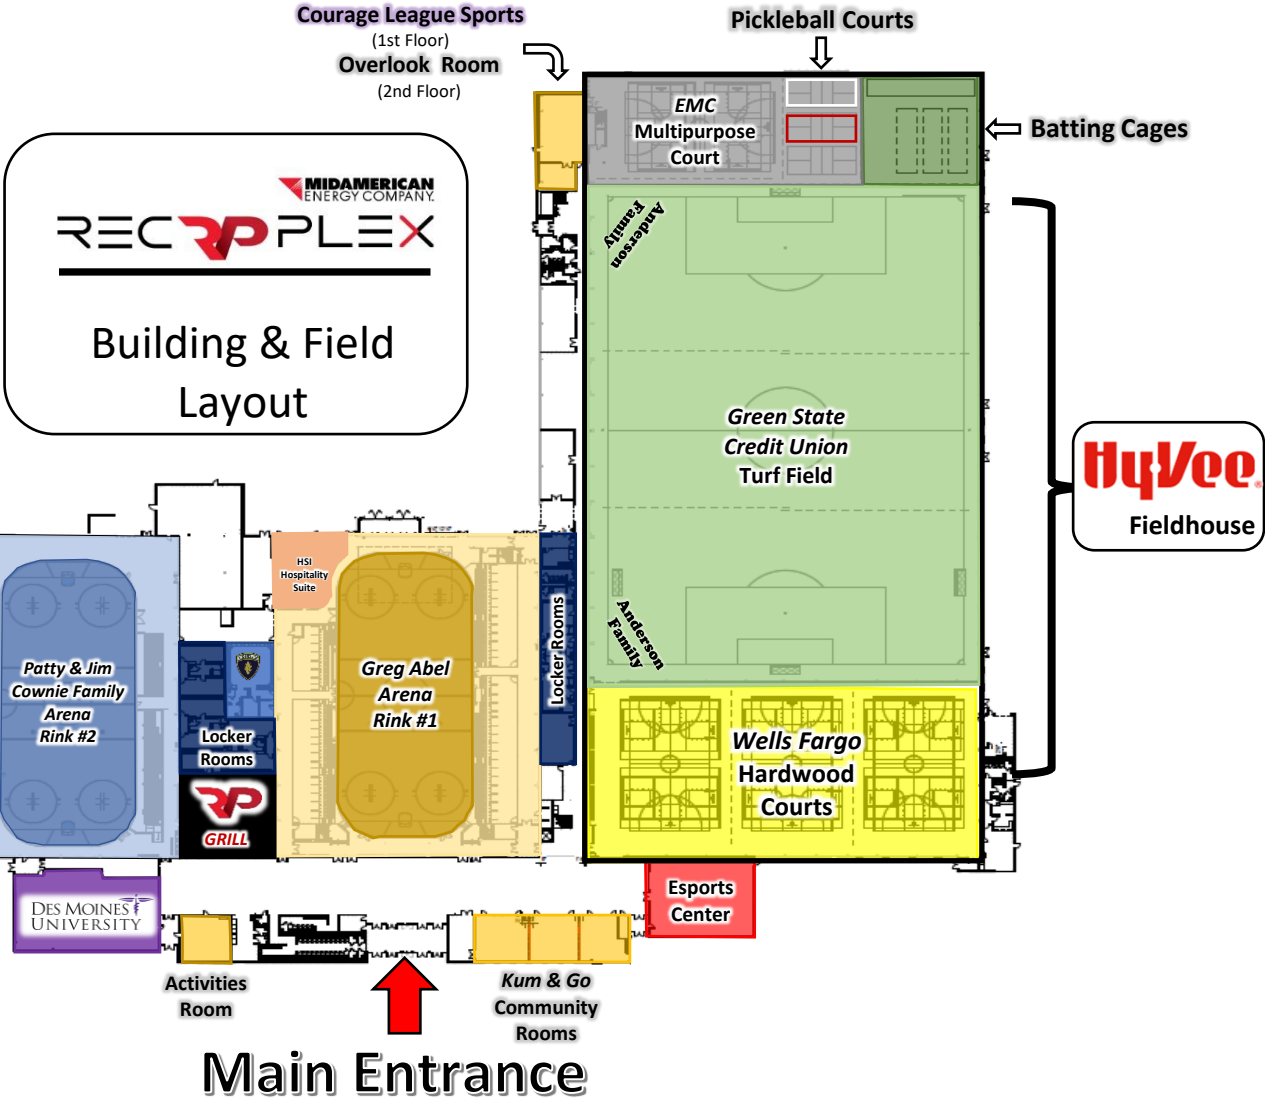 Courage League Sports
(1st Floor)
Overlook Room
(2nd Floor)
Pickleball Courts
EMC
Multipurpose
Court
Batting Cages
MIDAMERICAN
ENERGY COMPANY.
RECRPPLEX
Building & Field
Layout
Anderson
Family
Green State
Credit Union
Turf Field
HyVee
Fieldhouse
HSI
Hospitality
Suite
Locker Rooms
Anderson
Family
Patty & Jim
Cownie Family
Arena
Rink #2
Greg Abel
Arena
Rink #1
Locker
Rooms
RP
GRILL
Wells Fargo
Hardwood
Courts
DES MOINES
UNIVERSITY
Esports
Center
Activities
Room
Kum & Go
Community
Rooms
Main Entrance